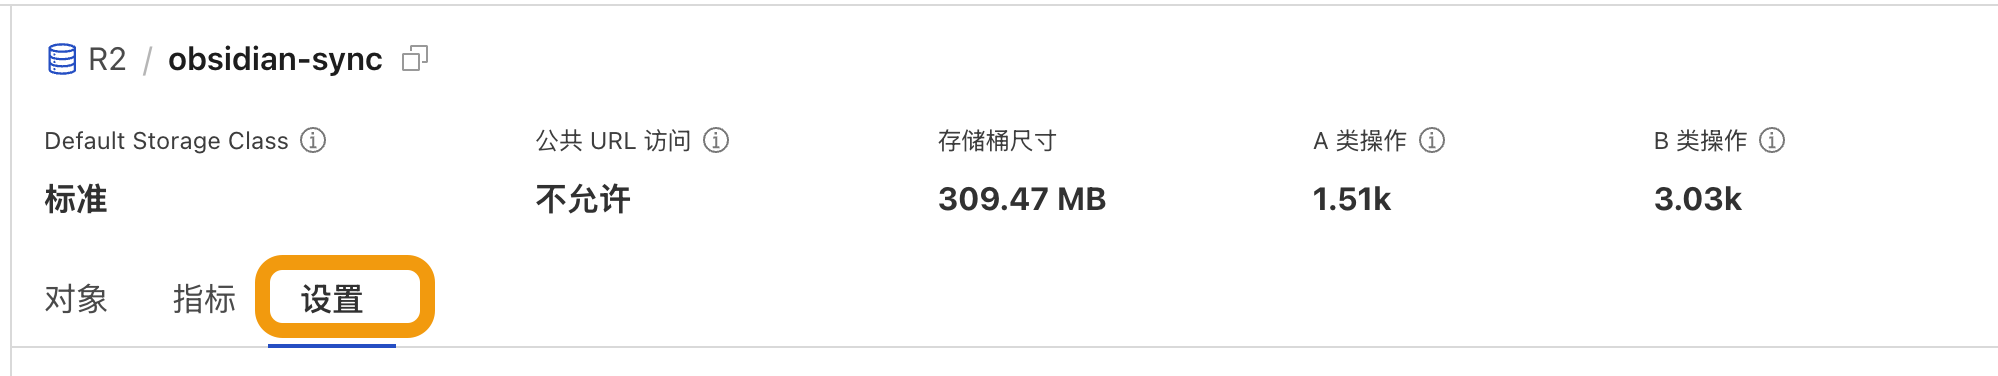 R2 / obsidian-sync
Default Storage Class 公共 URL 访问 存储桶尺寸 A 类操作 B 类操作
标准 不允许 309.47 MB 1.51k 3.03k
对象 指标 设置